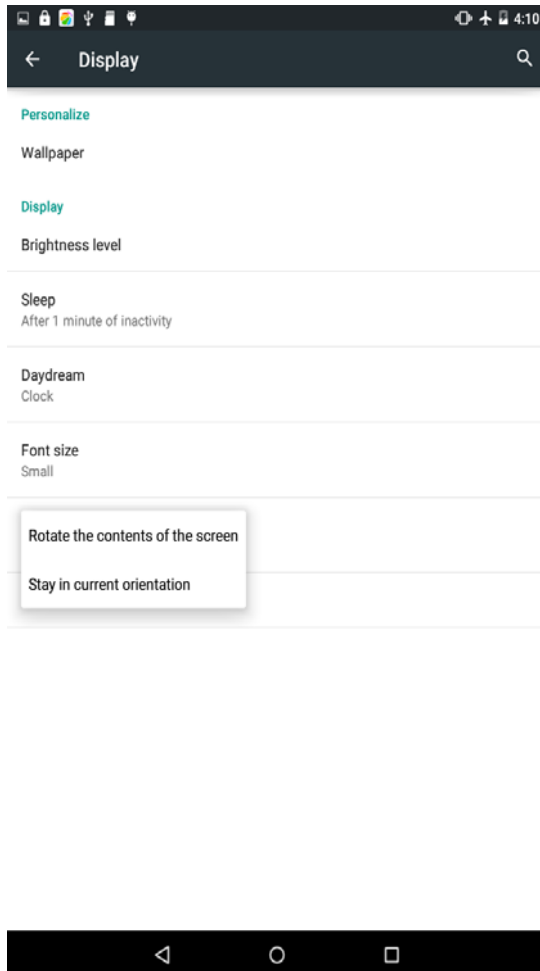 4:10
Display
Personalize
Wallpaper
Display
Brightness level
Sleep
After 1 minute of inactivity
Daydream
Clock
Font size
Small
Rotate the contents of the screen
Stay in current orientation